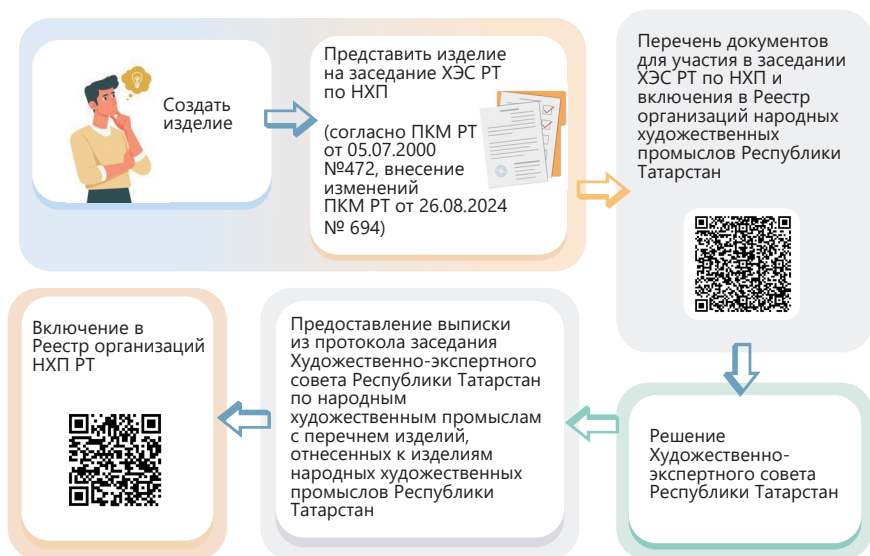 Создать
изделие
Представить изделие
на заседание ХЭС РТ
по НХП
(согласно ПКМ РТ
от 05.07.2000
№472, внесение
изменений
ПКМ РТ от 26.08.2024
№ 694)
Перечень документов
для участия в заседании
ХЭС РТ по НХП и
включения в Реестр
организаций народных
художественных
промыслов Республики
Татарстан
Решение
Художественно-
экспертного совета
Республики Татарстан
Предоставление выписки
из протокола заседания
Художественно-экспертного
совета Республики Татарстан
по народным
художественным промыслам
с перечнем изделий,
отнесенных к изделиям
народных художественных
промыслов Республики
Татарстан
Включение в
Реестр организаций
НХП РТ